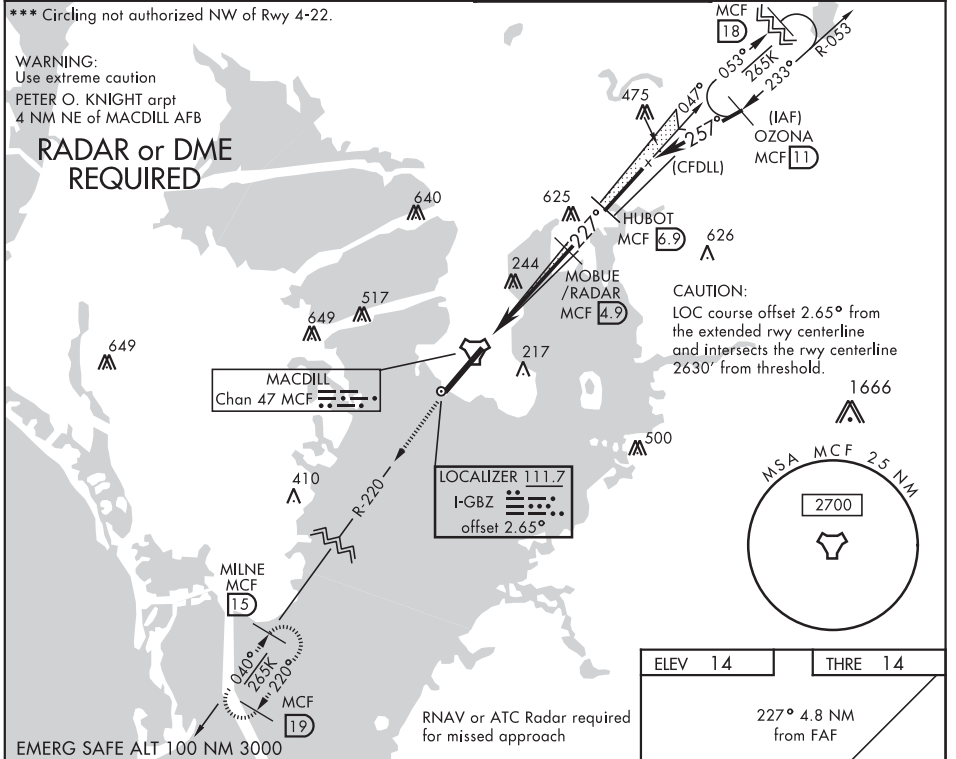 *** Circling not authorized NW of Rwy 4-22.
WARNING:
Use extreme caution
PETER O. KNIGHT arpt
4 NM NE of MACDILL AFB
RADAR or DME
REQUIRED
MCF
18
R-053
053°
265K
233°
475
047°
257°
(IAF)
OZONA
MCF 11
(CFDLL)
640
625
227°
HUBOT
MCF 6.9
626
244
MOBUE
/RADAR
MCF 4.9
CAUTION:
LOC course offset 2.65° from
the extended rwy centerline
and intersects the rwy centerline
2630' from threshold.
517
649
649
217
MACDILL
Chan 47 MCF
1666
500
LOCALIZER 111.7
I-GBZ
offset 2.65°
410
R-220
MSA MCF 25 NM
2700
MILNE
MCF
15
040°
265K
220°
MCF
19
ELEV 14
THRE 14
RNAV or ATC Radar required
for missed approach
227° 4.8 NM
from FAF
EMERG SAFE ALT 100 NM 3000